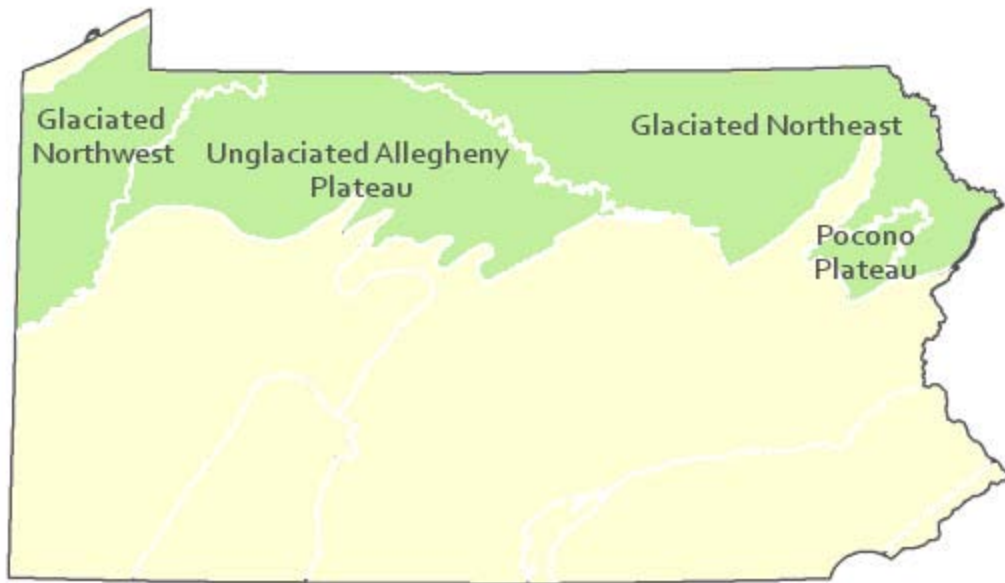 Glaciated
Northwest
Unglaciated Allegheny
Plateau
Glaciated Northeast
Pocono
Plateau